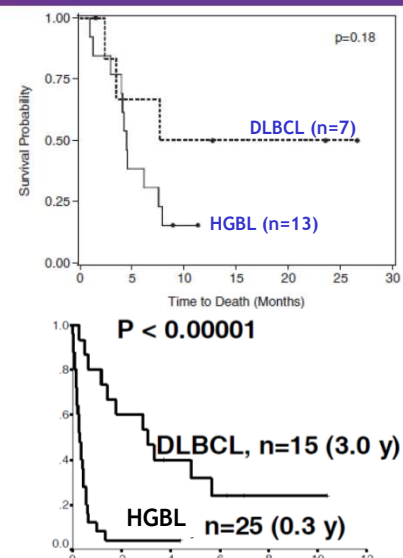 1.00
p=0.18
0.75
Survival Probability
0.50
DLBCL (n=7)
0.25
HGBL (n=13)
0.00
0 5 10 15 20 25 30
Time to Death (Months)
1.0
P < 0.00001
.8
.6
DLBCL, n=15 (3.0 y)
.4
.2
HGBL n=25 (0.3 y)
0.0